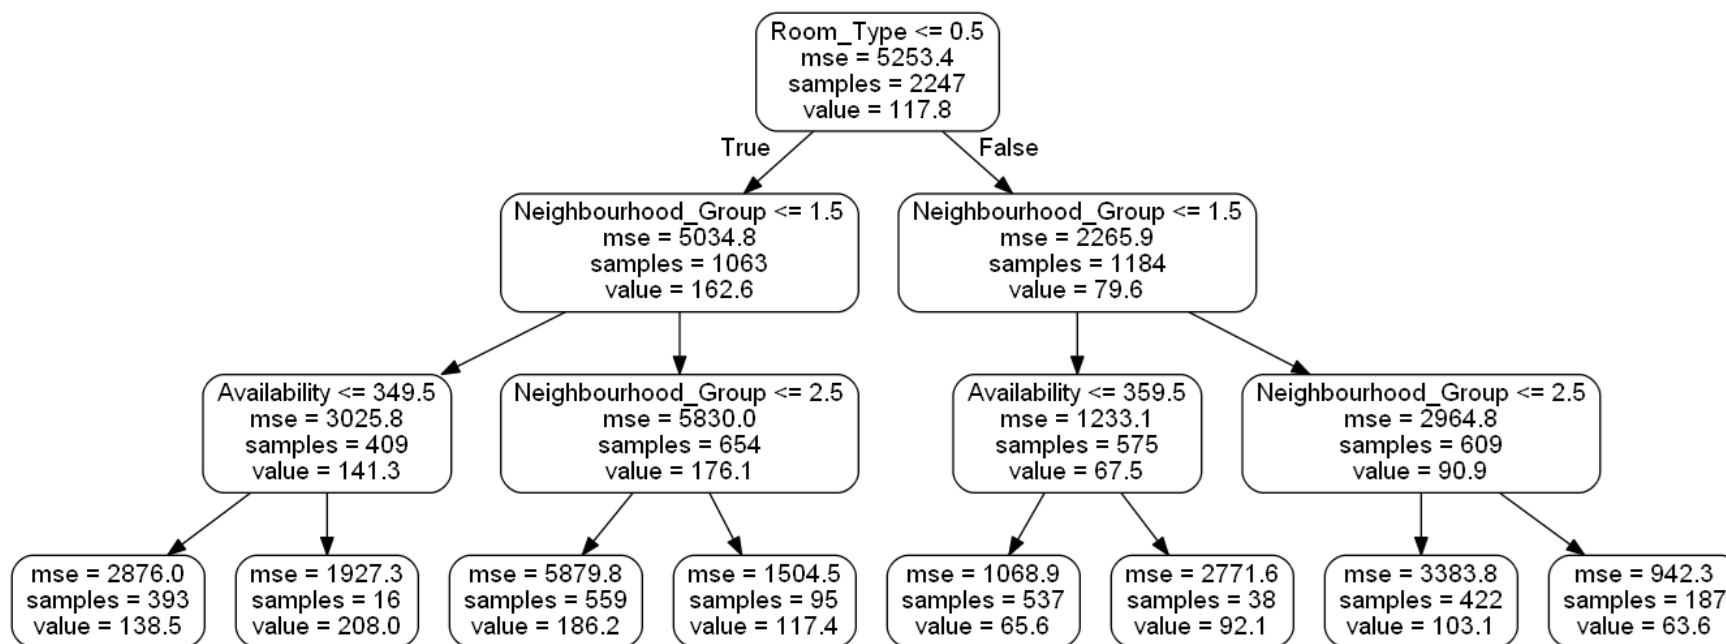 Room_Type <= 0.5
mse = 5253.4
samples = 2247
value = 117.8
True
False
Neighbourhood_Group <= 1.5
mse = 5034.8
samples = 1063
value = 162.6
Neighbourhood_Group <= 1.5
mse = 2265.9
samples = 1184
value = 79.6
Availability <= 349.5
mse = 3025.8
samples = 409
value = 141.3
Neighbourhood_Group <= 2.5
mse = 5830.0
samples = 654
value = 176.1
Availability <= 359.5
mse = 1233.1
samples = 575
value = 67.5
Neighbourhood_Group <= 2.5
mse = 2964.8
samples = 609
value = 90.9
mse = 2876.0
samples = 393
value = 138.5
mse = 1927.3
samples = 16
value = 208.0
mse = 5879.8
samples = 559
value = 186.2
mse = 1504.5
samples = 95
value = 117.4
mse = 1068.9
samples = 537
value = 65.6
mse = 2771.6
samples = 38
value = 92.1
mse = 3383.8
samples = 422
value = 103.1
mse = 942.3
samples = 187
value = 63.6